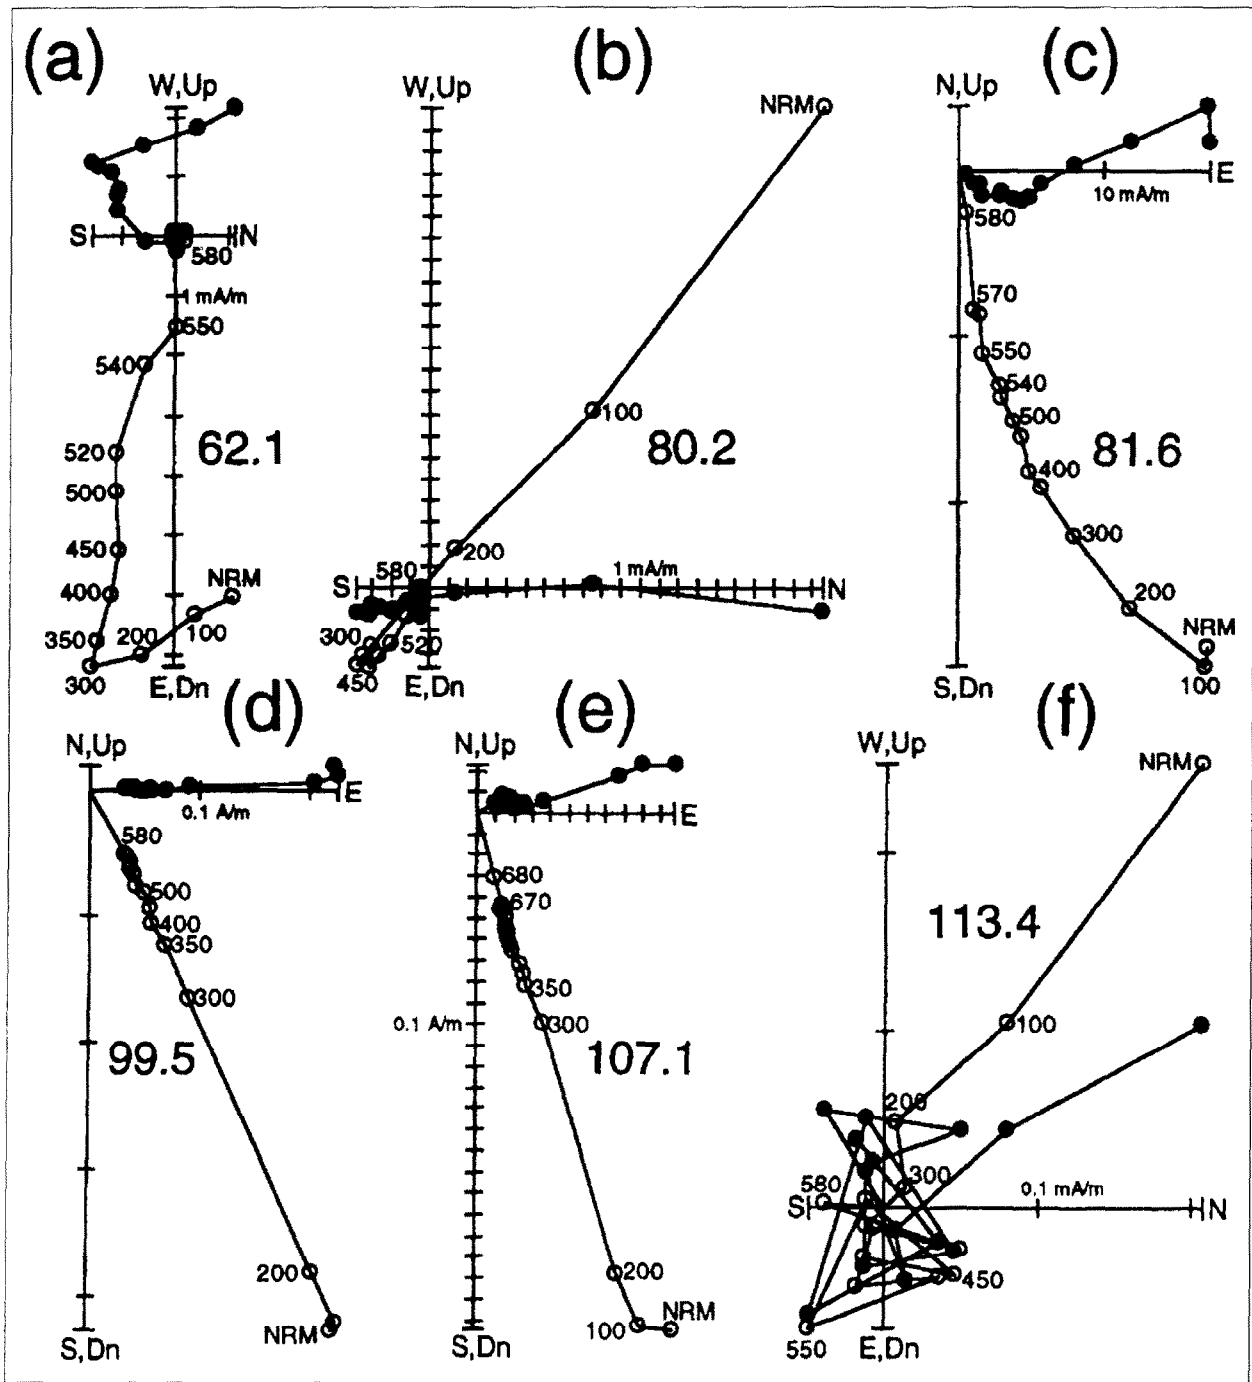 (a)
W,Up
S
N
580
1 mA/m
550
540
520
500
450
400
350
300
200
100
NRM
62.1
E,Dn
(b)
W,Up
NRM
100
80.2
200
580
1 mA/m
S
N
300
520
450
E,Dn
(c)
N,Up
E
10 mA/m
580
570
550
540
500
400
81.6
300
200
NRM
100
S,Dn
(d)
N,Up
E
0.1 A/m
580
500
400
350
300
99.5
200
NRM
S,Dn
(e)
N,Up
E
680
670
350
0.1 A/m
300
107.1
200
100
NRM
S,Dn
(f)
W,Up
NRM
113.4
100
200
300
580
0.1 mA/m
S
N
450
550
E,Dn